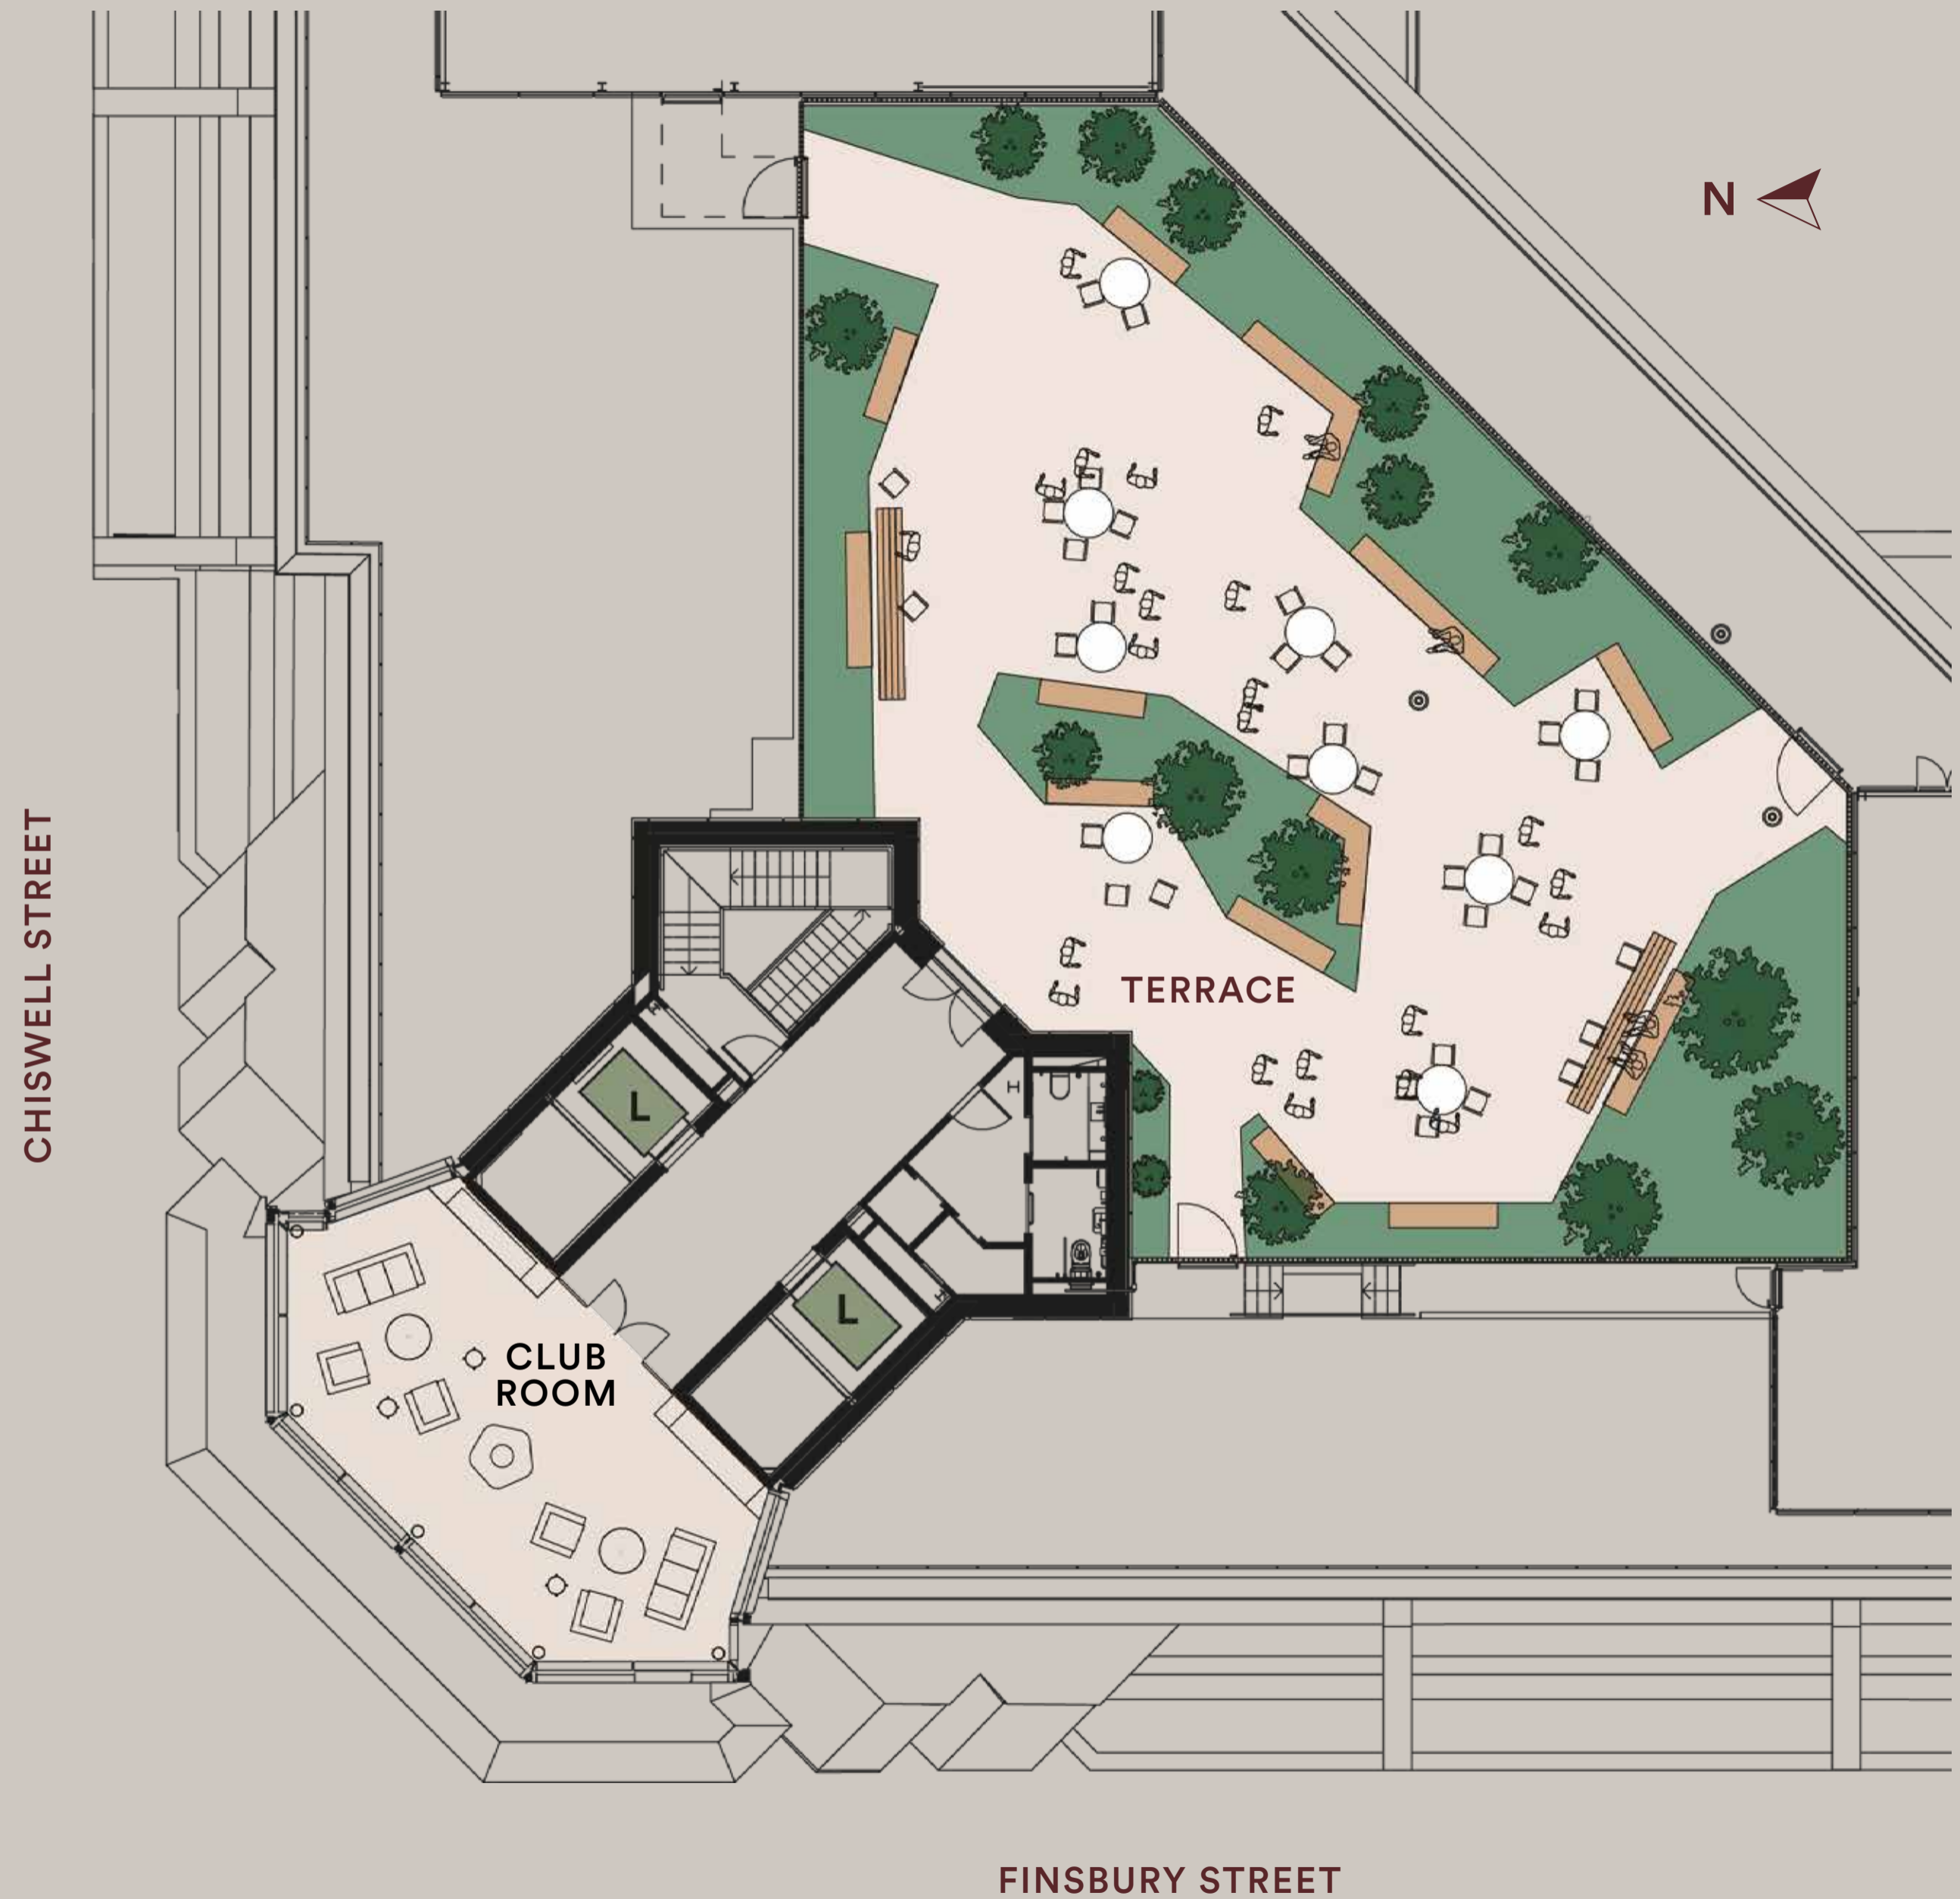 N
CHISWELL STREET
TERRACE
L
L
CLUB
ROOM
FINSBURY STREET